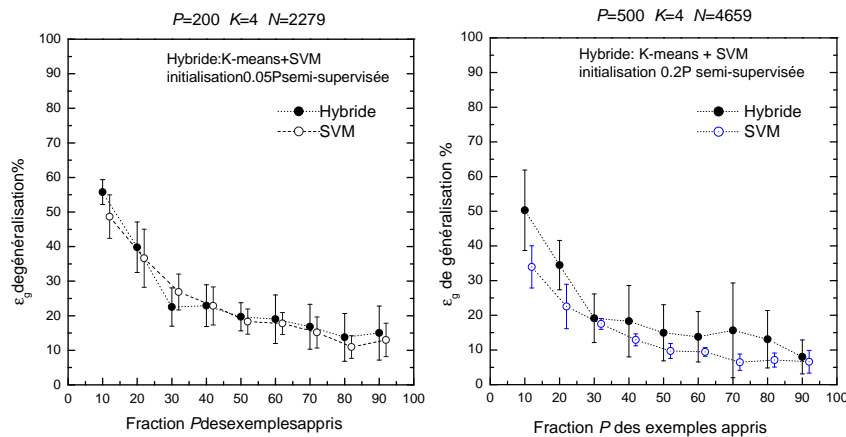 P=200 K=4 N=2279
Hybride:K-means+SVM
initialisation0.05Psemi-supervisée
Hybride
SVM
100
90
80
70
60
50
40
30
20
10
0
εg degénéralisation%
0 10 20 30 40 50 60 70 80 90 100
Fraction Pdesexemplesappris
P=500 K=4 N=4659
Hybride: K-means + SVM
initialisation 0.2P semi-supervisée
Hybride
SVM
100
90
80
70
60
50
40
30
20
10
0
εg de généralisation %
0 10 20 30 40 50 60 70 80 90 100
Fraction P des exemples appris